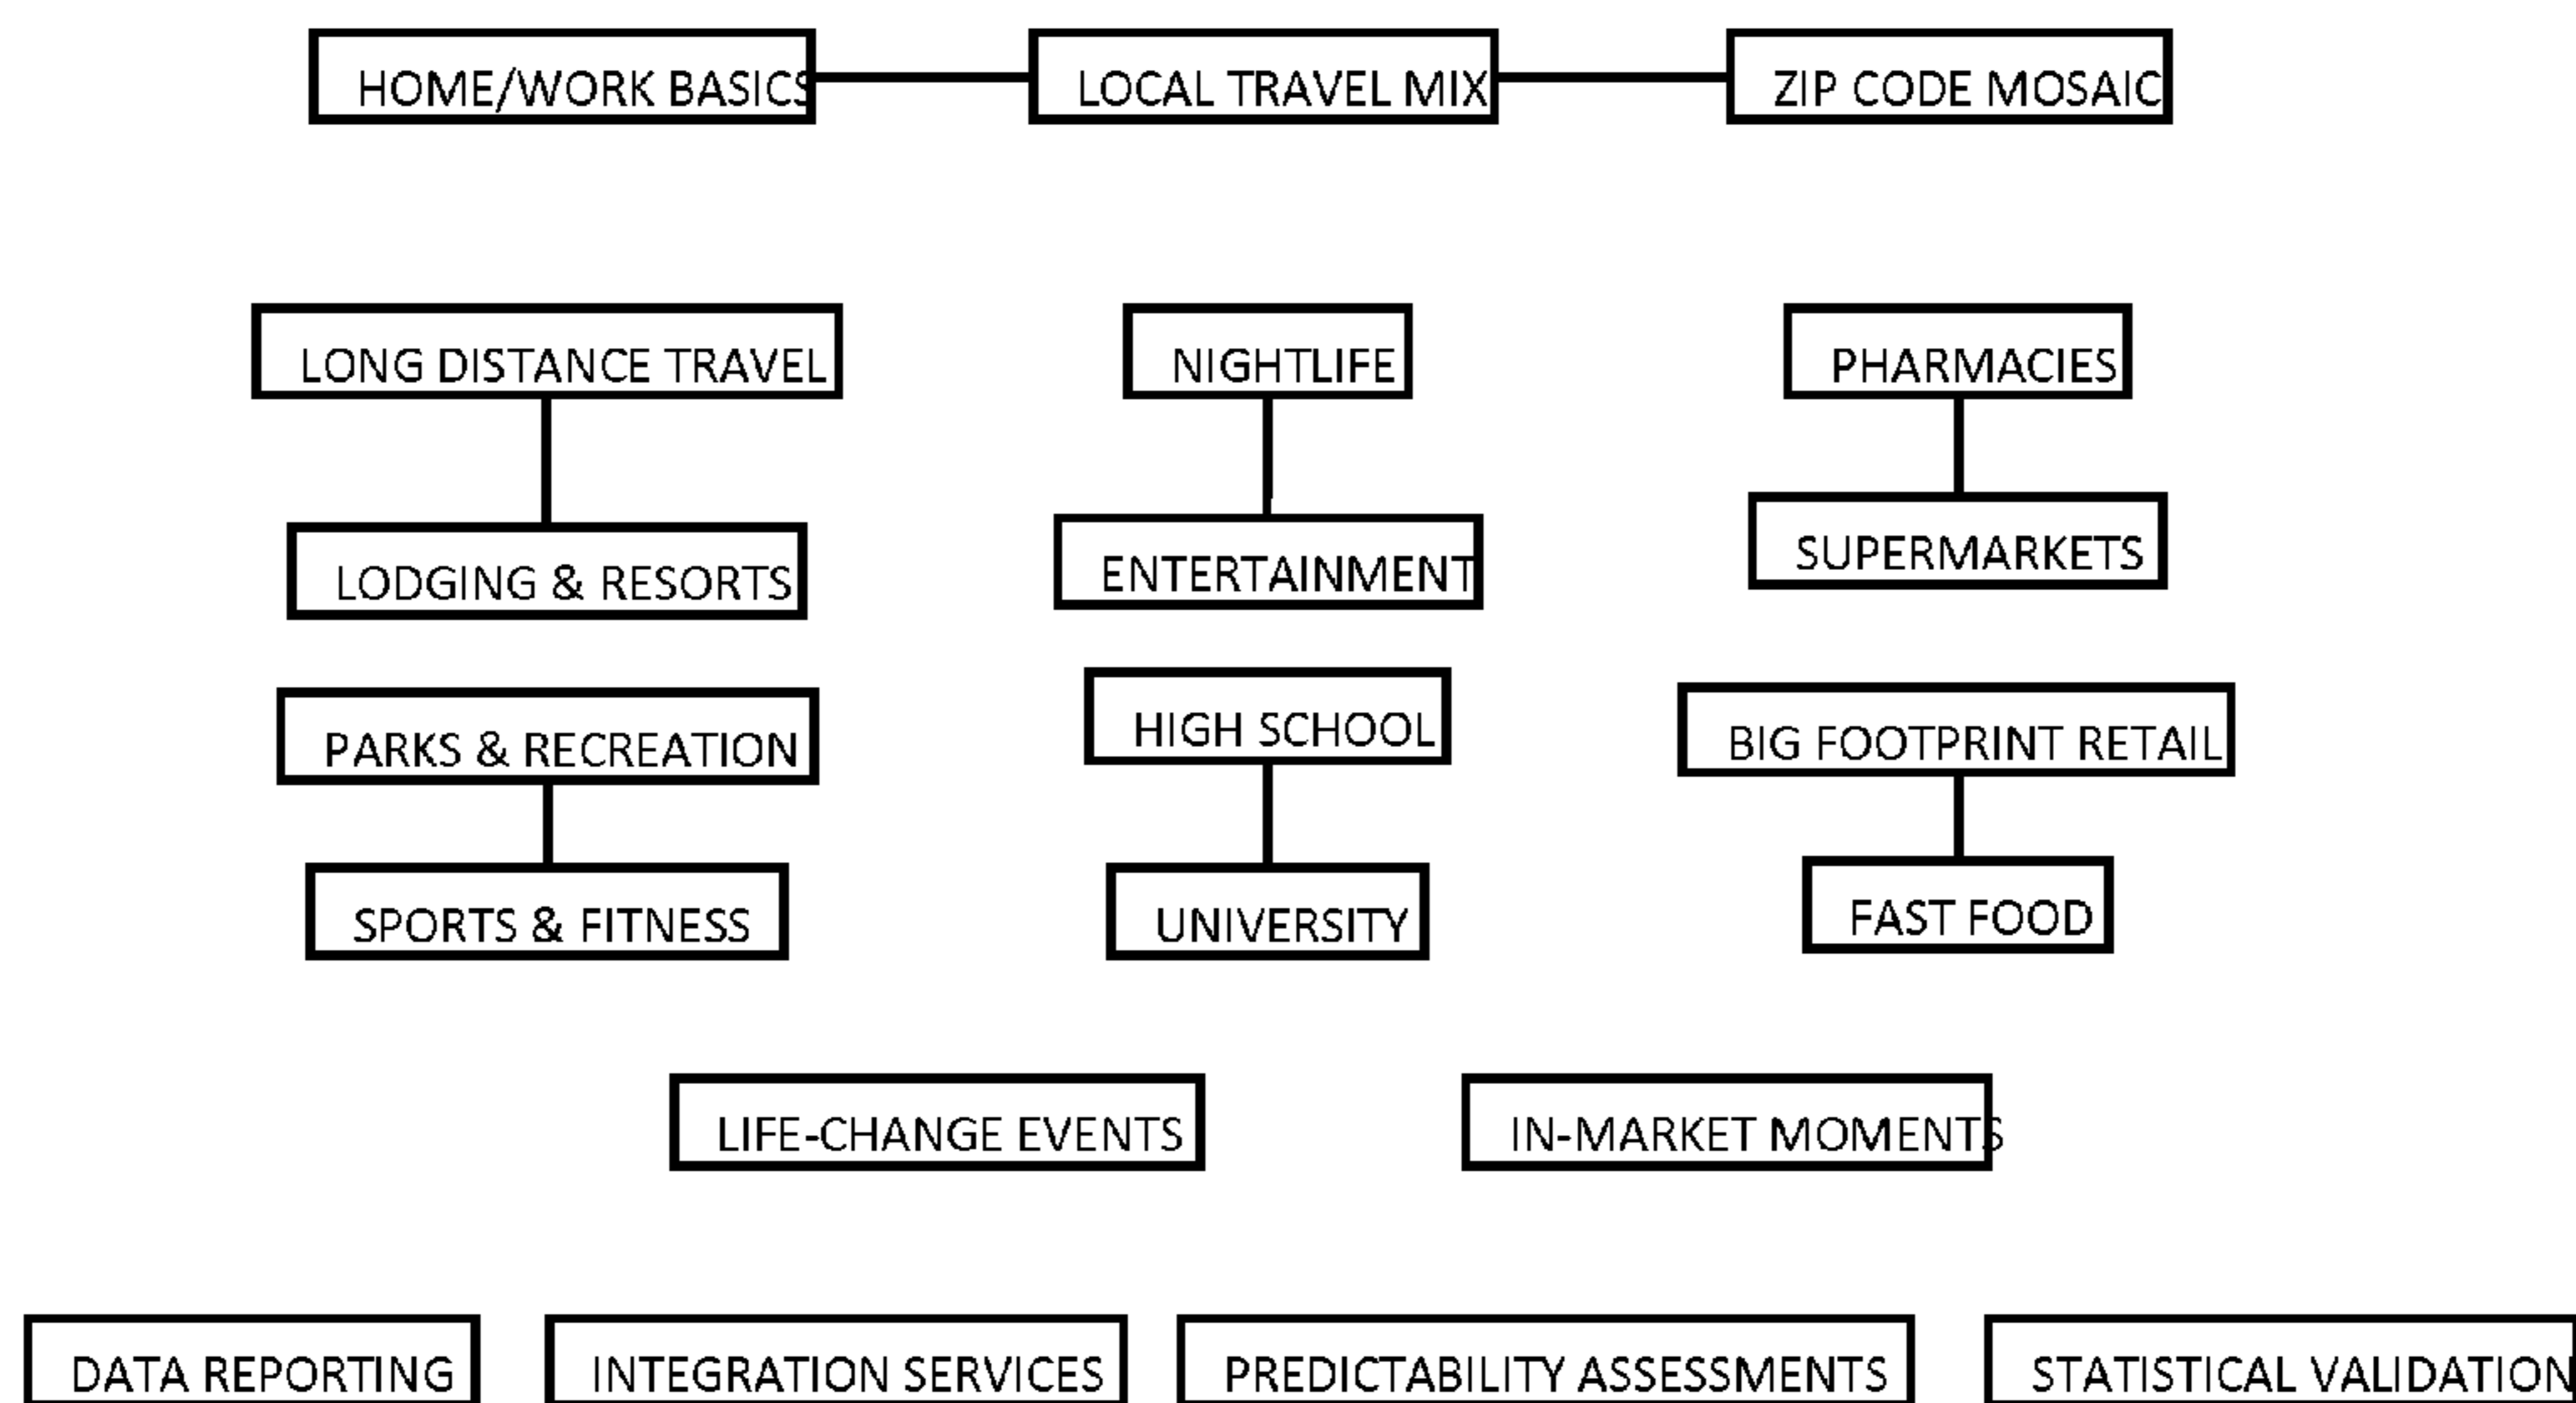 HOME/WORK BASICS
LOCAL TRAVEL MIX
ZIP CODE MOSAIC
LONG DISTANCE TRAVEL
NIGHTLIFE
PHARMACIES
LODGING & RESORTS
ENTERTAINMENT
SUPERMARKETS
PARKS & RECREATION
HIGH SCHOOL
BIG FOOTPRINT RETAIL
SPORTS & FITNESS
UNIVERSITY
FAST FOOD
LIFE-CHANGE EVENTS
IN-MARKET MOMENTS
DATA REPORTING
INTEGRATION SERVICES
PREDICTABILITY ASSESSMENTS
STATISTICAL VALIDATION